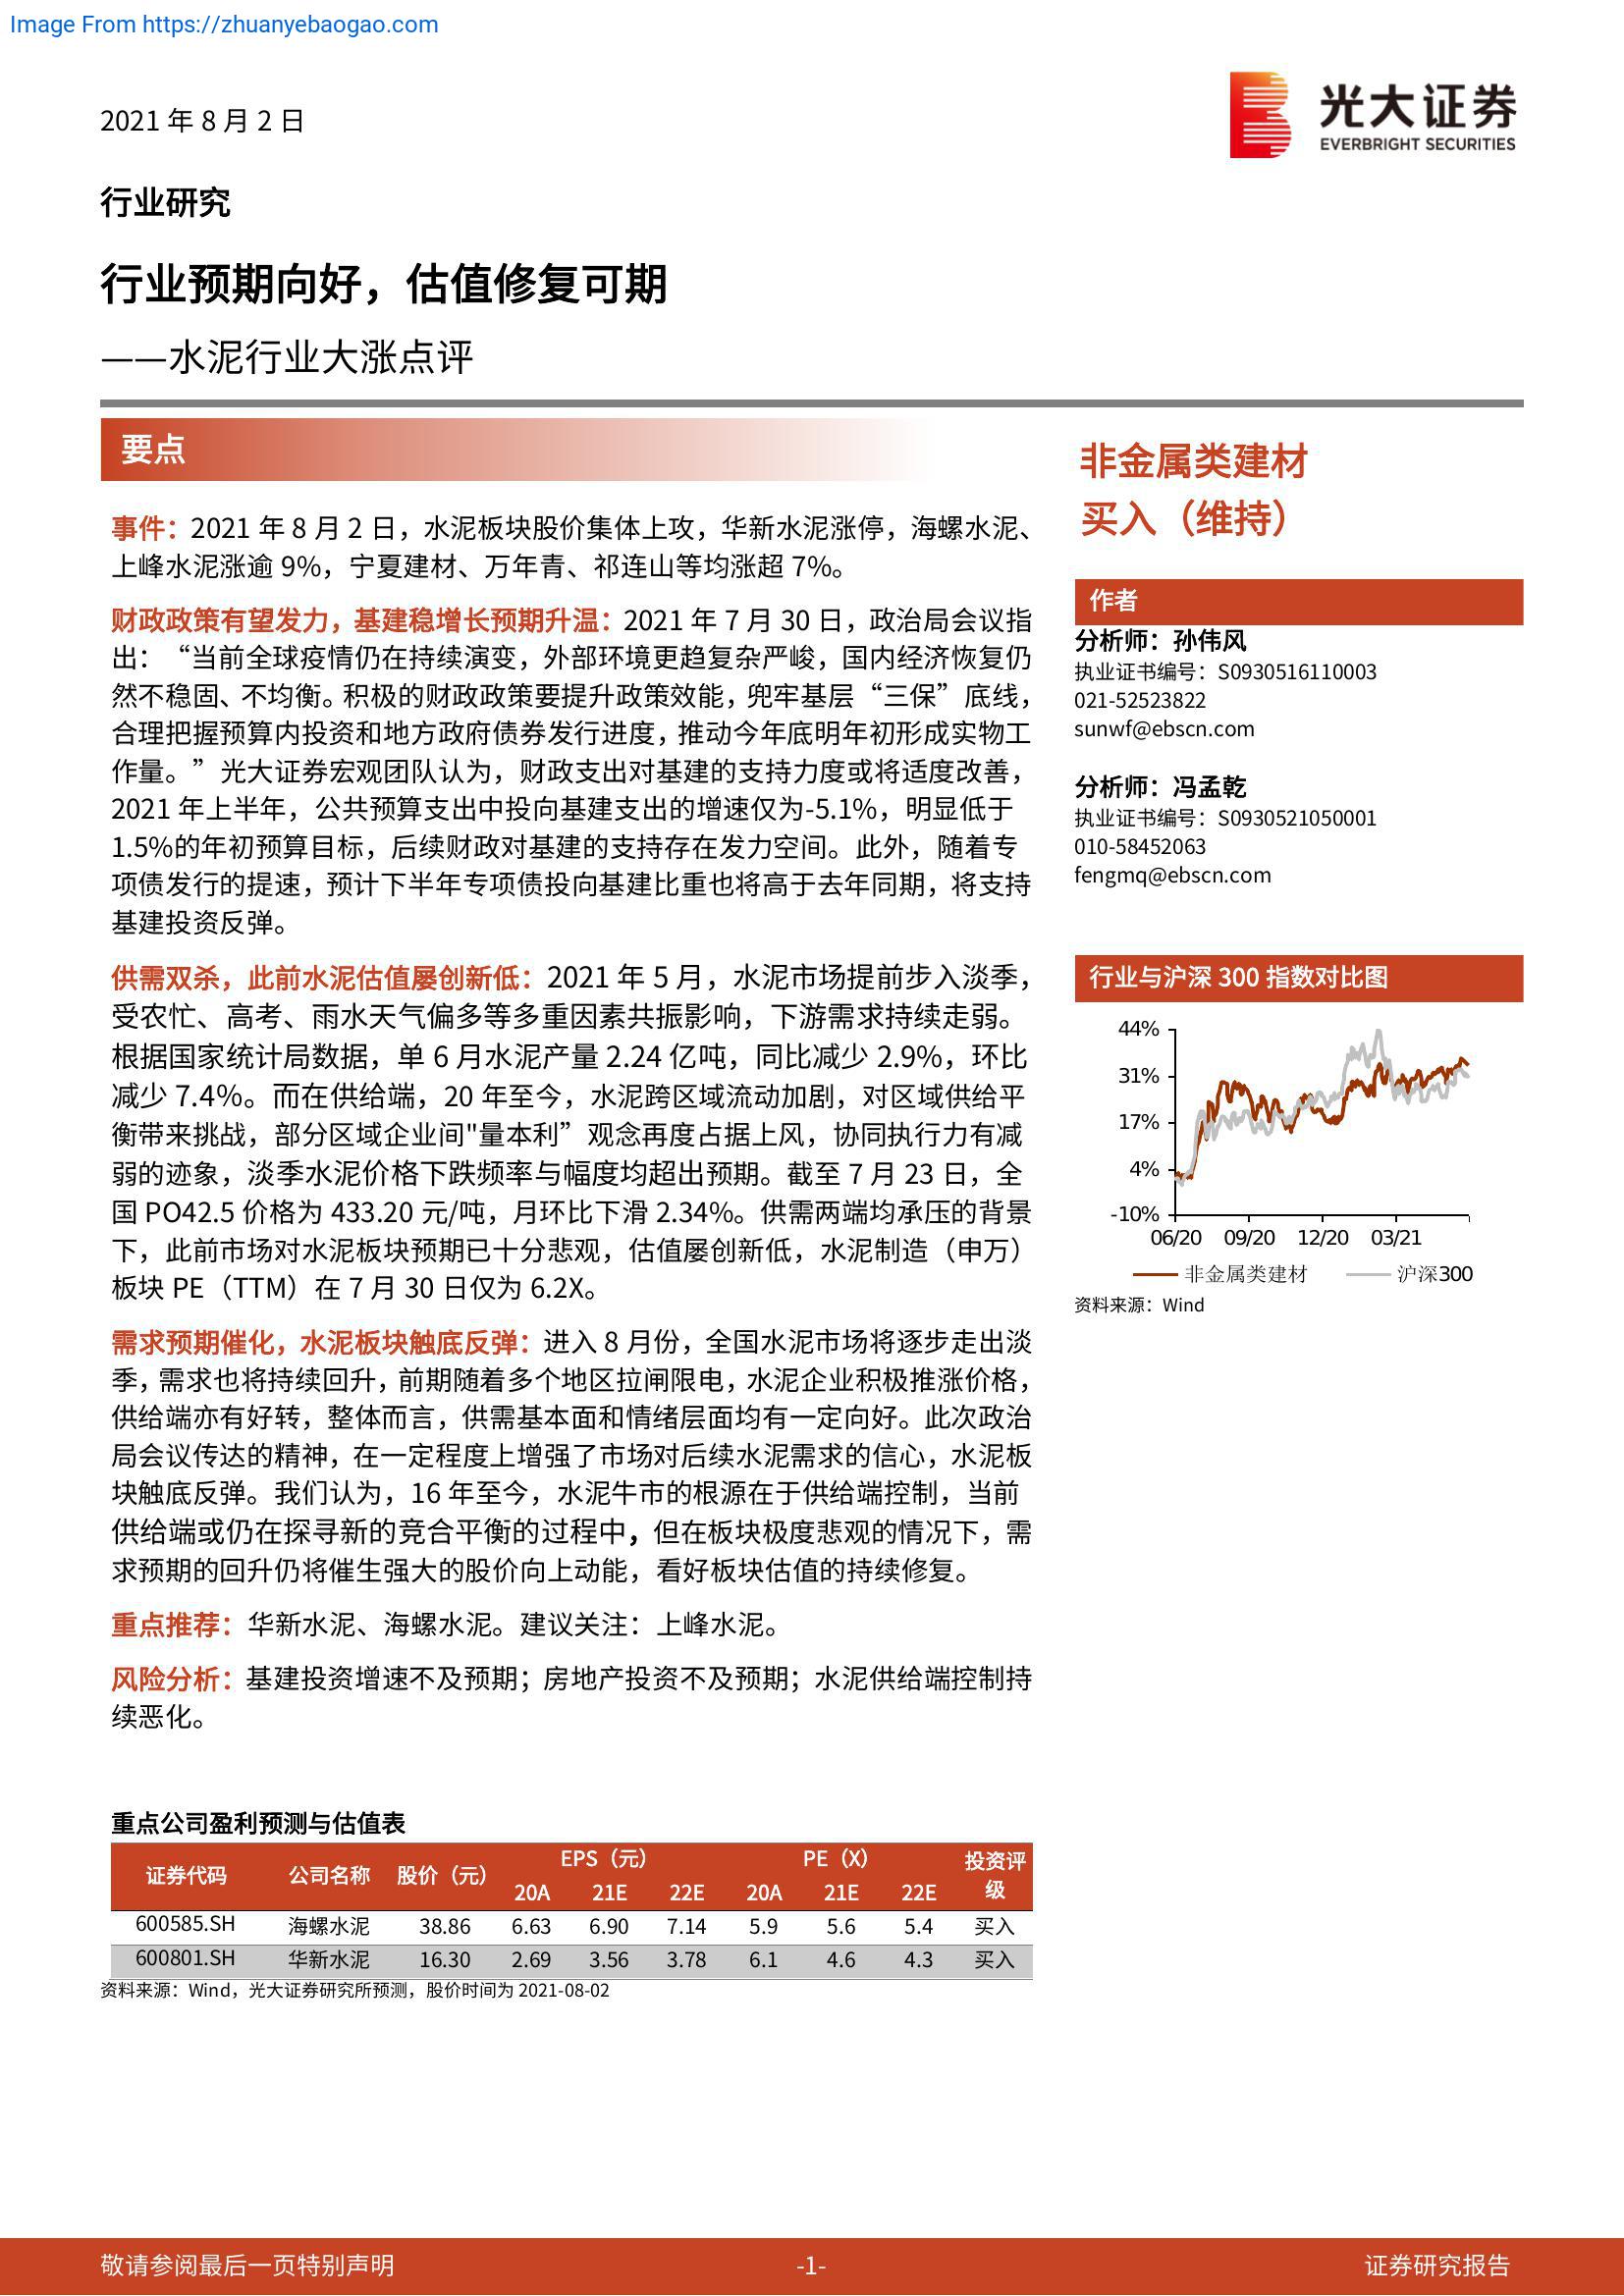 Image From https://zhuanyebaogao.com
2021 年 8 月 2 日
光大证券
EVERBRIGHT SECURITIES
行业研究
行业预期向好，估值修复可期
——水泥行业大涨点评
要点
事件：2021 年 8 月 2 日，水泥板块股价集体上攻，华新水泥涨停，海螺水泥、
上峰水泥涨逾 9%，宁夏建材、万年青、祁连山等均涨超 7%。
财政政策有望发力，基建稳增长预期升温：2021 年 7 月 30 日，政治局会议指
出：“当前全球疫情仍在持续演变，外部环境更趋复杂严峻，国内经济恢复仍
然不稳固、不均衡。积极的财政政策要提升政策效能，兜牢基层“三保”底线，
合理把握预算内投资和地方政府债券发行进度，推动今年底明年初形成实物工
作量。”光大证券宏观团队认为，财政支出对基建的支持力度或将适度改善，
2021 年上半年，公共预算支出中投向基建支出的增速仅为-5.1%，明显低于
1.5%的年初预算目标，后续财政对基建的支持存在发力空间。此外，随着专
项债发行的提速，预计下半年专项债投向基建比重也将高于去年同期，将支持
基建投资反弹。
供需双杀，此前水泥估值屡创新低：2021 年 5 月，水泥市场提前步入淡季，
受农忙、高考、雨水天气偏多等多重因素共振影响，下游需求持续走弱。
根据国家统计局数据，单 6 月水泥产量 2.24 亿吨，同比减少 2.9%，环比
减少 7.4%。而在供给端，20 年至今，水泥跨区域流动加剧，对区域供给平
衡带来挑战，部分区域企业间"量本利”观念再度占据上风，协同执行力有减
弱的迹象，淡季水泥价格下跌频率与幅度均超出预期。截至 7 月 23 日，全
国 PO42.5 价格为 433.20 元/吨，月环比下滑 2.34%。供需两端均承压的背景
下，此前市场对水泥板块预期已十分悲观，估值屡创新低，水泥制造（申万）
板块 PE（TTM）在 7 月 30 日仅为 6.2X。
需求预期催化，水泥板块触底反弹：进入 8 月份，全国水泥市场将逐步走出淡
季，需求也将持续回升，前期随着多个地区拉闸限电，水泥企业积极推涨价格，
供给端亦有好转，整体而言，供需基本面和情绪层面均有一定向好。此次政治
局会议传达的精神，在一定程度上增强了市场对后续水泥需求的信心，水泥板
块触底反弹。我们认为，16 年至今，水泥牛市的根源在于供给端控制，当前
供给端或仍在探寻新的竞合平衡的过程中，但在板块极度悲观的情况下，需
求预期的回升仍将催生强大的股价向上动能，看好板块估值的持续修复。
重点推荐：华新水泥、海螺水泥。建议关注：上峰水泥。
风险分析：基建投资增速不及预期；房地产投资不及预期；水泥供给端控制持
续恶化。
重点公司盈利预测与估值表
证券代码 公司名称 股价（元） EPS（元） PE（X） 投资评级
20A 21E 22E 20A 21E 22E
600585.SH 海螺水泥 38.86 6.63 6.90 7.14 5.9 5.6 5.4 买入
600801.SH 华新水泥 16.30 2.69 3.56 3.78 6.1 4.6 4.3 买入
资料来源：Wind，光大证券研究所预测，股价时间为 2021-08-02
非金属类建材
买入（维持）
作者
分析师：孙伟风
执业证书编号：S0930516110003
021-52523822
sunwf@ebscn.com
分析师：冯孟乾
执业证书编号：S0930521050001
010-58452063
fengmq@ebscn.com
行业与沪深 300 指数对比图
44%
31%
17%
4%
-10%
06/20 09/20 12/20 03/21
非金属类建材 沪深300
资料来源：Wind
敬请参阅最后一页特别声明 -1- 证券研究报告